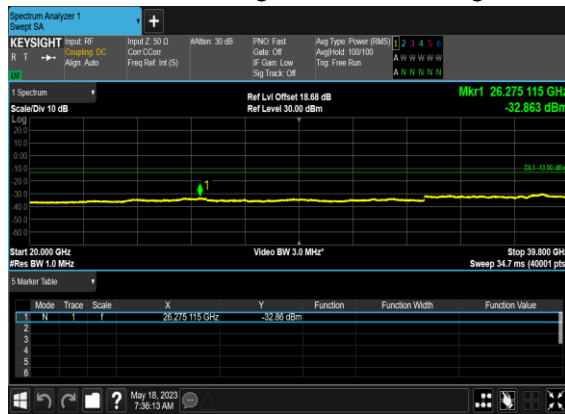 Spectrum Analyzer 1
Swept SA
+
KEYSIGHT Input: RF Input Z: 50 Ω #Atten: 30 dB PNO: Fast Avg Type: Power (RMS) 1 2 3 4 5 6
R T Coupling: DC Corr CCorr Gate: Off Avg|Hold: 100/100 A W W W W W
Align: Auto Freq Ref: Int (S) IF Gain: Low Trig: Free Run
LW Sig Track: Off A N N N N N
1 Spectrum Ref Lvl Offset 18.68 dB Mkr1 26.275 115 GHz
Scale/Div 10 dB Ref Level 30.00 dBm -32.863 dBm
Log
20.0
10.0
0.00
-10.0 DL1 -13.00 dBm
-20.0
1
-30.0
-40.0
-50.0
-60.0
Start 20.000 GHz Video BW 3.0 MHz* Stop 39.800 GHz
#Res BW 1.0 MHz Sweep 34.7 ms (40001 pts
5 Marker Table
Mode Trace Scale X Y Function Function Width Function Value
1 N 1 f 26.275 115 GHz -32.86 dBm
2
3
4
5
6
? May 18, 2023
7:36:13 AM